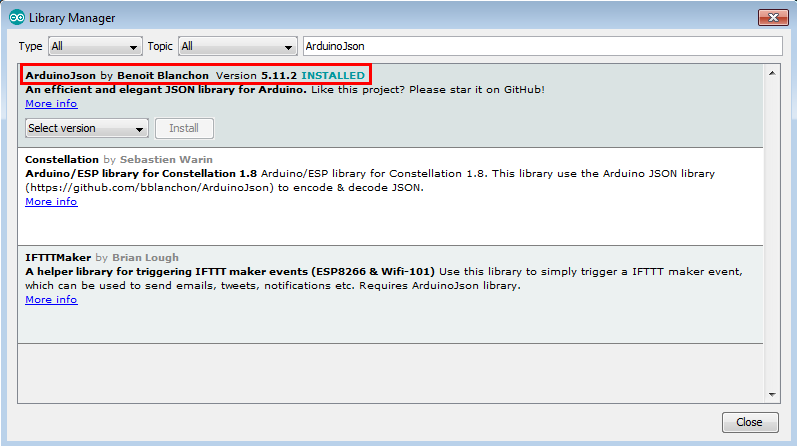 Library Manager
Type All Topic All ArduinoJson
ArduinoJson by Benoit Blanchon Version 5.11.2 INSTALLED
An efficient and elegant JSON library for Arduino. Like this project? Please star it on GitHub!
More info
Select version Install
Constellation by Sebastien Warin
Arduino/ESP library for Constellation 1.8 Arduino/ESP library for Constellation 1.8. This library use the Arduino JSON library
(https://github.com/bblanchon/ArduinoJson) to encode & decode JSON.
More info
IFTTTMaker by Brian Lough
A helper library for triggering IFTTT maker events (ESP8266 & Wifi-101) Use this library to simply trigger a IFTTT maker event,
which can be used to send emails, tweets, notifications etc. Requires ArduinoJson library.
More info
Close